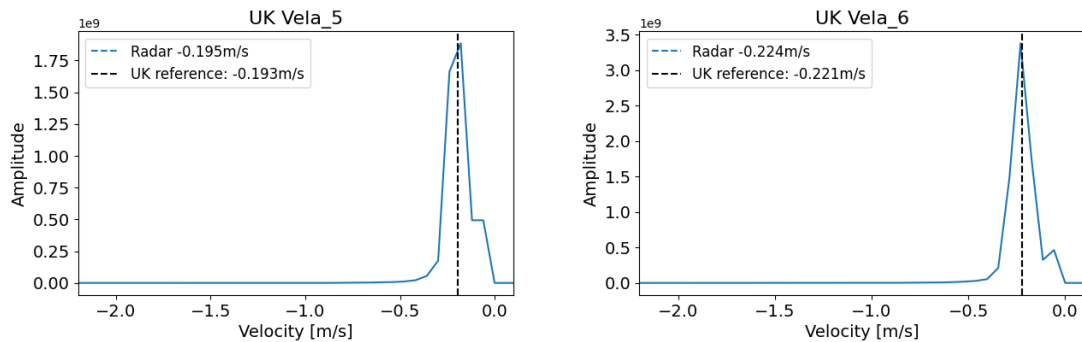 UK Vela_5
1e9
Radar -0.195m/s
UK reference: -0.193m/s
1.75
1.50
1.25
1.00
0.75
0.50
0.25
0.00
Amplitude
−2.0 −1.5 −1.0 −0.5 0.0
Velocity [m/s]
UK Vela_6
1e9
Radar -0.224m/s
UK reference: -0.221m/s
3.5
3.0
2.5
2.0
1.5
1.0
0.5
0.0
Amplitude
−2.0 −1.5 −1.0 −0.5 0.0
Velocity [m/s]